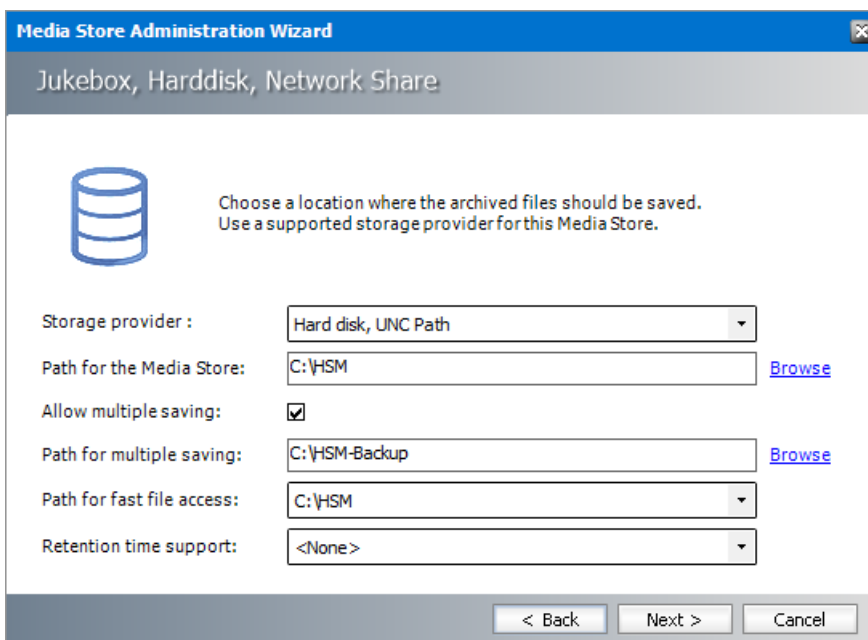 Media Store Administration Wizard
Jukebox, Harddisk, Network Share
Choose a location where the archived files should be saved.
Use a supported storage provider for this Media Store.
Storage provider : Hard disk, UNC Path
Path for the Media Store: C:\HSM Browse
Allow multiple saving:
Path for multiple saving: C:\HSM-Backup Browse
Path for fast file access: C:\HSM
Retention time support: <None>
< Back Next > Cancel